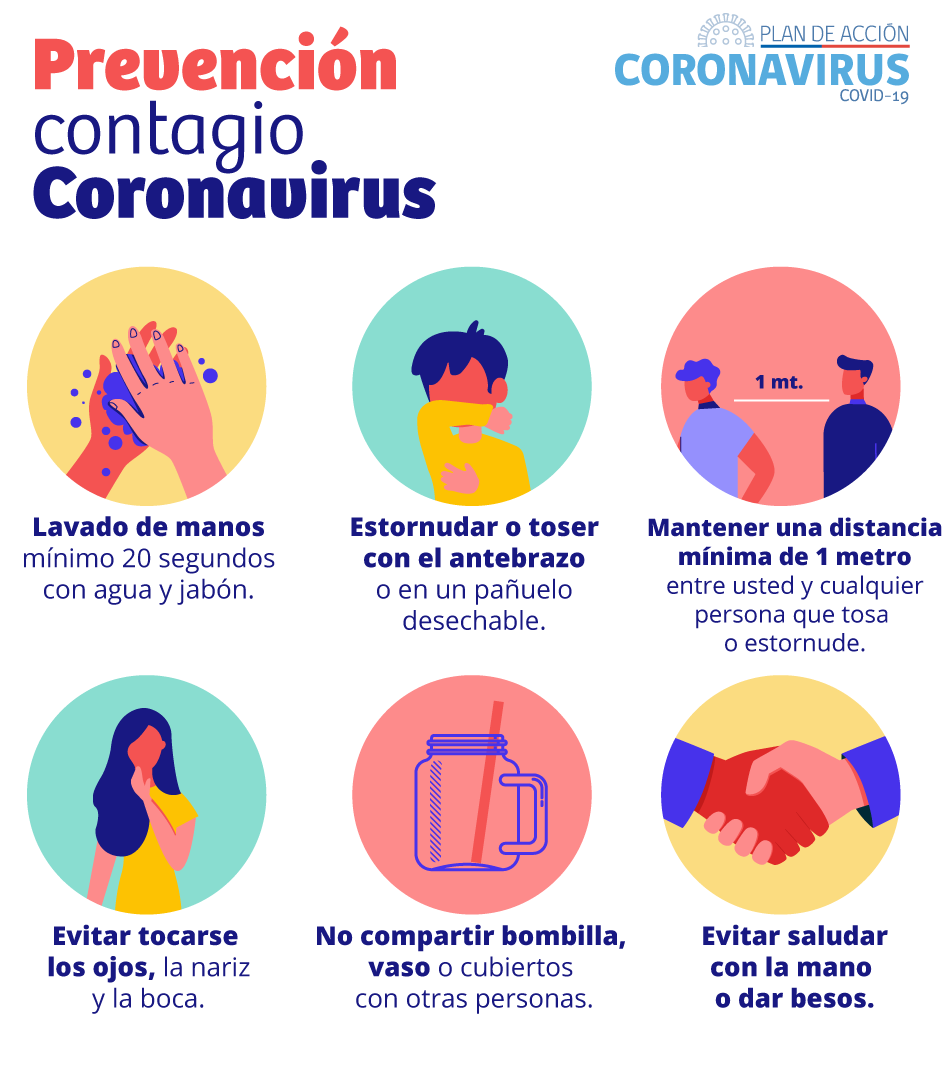 Prevención
contagio
Coronavirus
PLAN DE ACCIÓN
CORONAVIRUS
COVID-19
1 mt.
Lavado de manos
mínimo 20 segundos
con agua y jabón.
Estornudar o toser
con el antebrazo
o en un pañuelo
desechable.
Mantener una distancia
mínima de 1 metro
entre usted y cualquier
persona que tosa
o estornude.
Evitar tocarse
los ojos, la nariz
y la boca.
No compartir bombilla,
vaso o cubiertos
con otras personas.
Evitar saludar
con la mano
o dar besos.